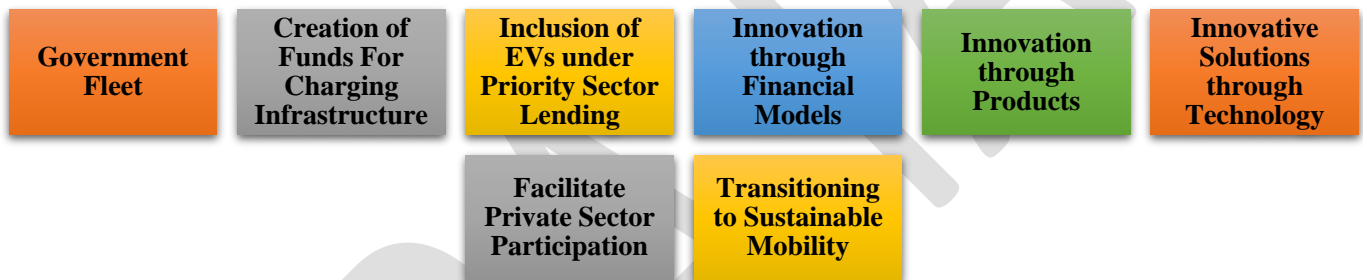 Government
Fleet
Creation of
Funds For
Charging
Infrastructure
Inclusion of
EVs under
Priority Sector
Lending
Innovation
through
Financial
Models
Innovation
through
Products
Innovative
Solutions
through
Technology
Facilitate
Private Sector
Participation
Transitioning
to Sustainable
Mobility